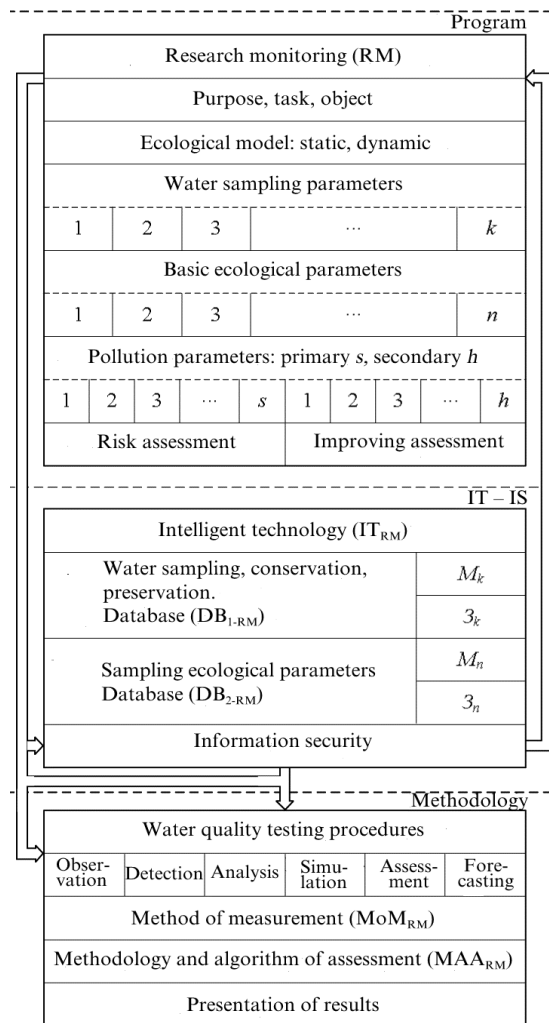 Program
Research monitoring (RM)
Purpose, task, object
Ecological model: static, dynamic
Water sampling parameters
1 2 3 ... k
Basic ecological parameters
1 2 3 ... n
Pollution parameters: primary s, secondary h
1 2 3 ... s 1 2 3 ... h
Risk assessment Improving assessment
IT – IS
Intelligent technology (IT_RM)
Water sampling, conservation,
preservation.
Database (DB_1-RM)
M_k
3_k
Sampling ecological parameters
Database (DB_2-RM)
M_n
3_n
Information security
Methodology
Water quality testing procedures
Obser-
vation
Detection
Analysis
Simu-
lation
Assess-
ment
Fore-
casting
Method of measurement (MoM_RM)
Methodology and algorithm of assessment (MAA_RM)
Presentation of results